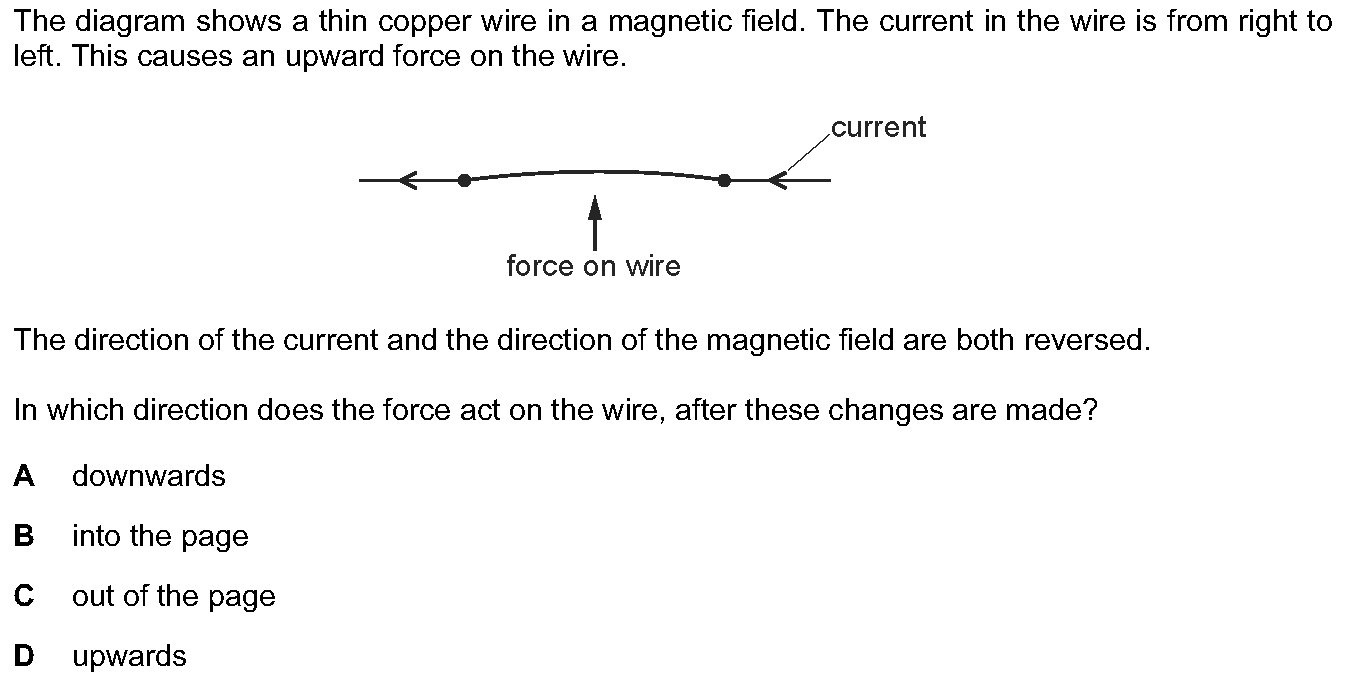 The diagram shows a thin copper wire in a magnetic field. The current in the wire is from right to
left. This causes an upward force on the wire.
current
force on wire
The direction of the current and the direction of the magnetic field are both reversed.
In which direction does the force act on the wire, after these changes are made?
A downwards
B into the page
C out of the page
D upwards